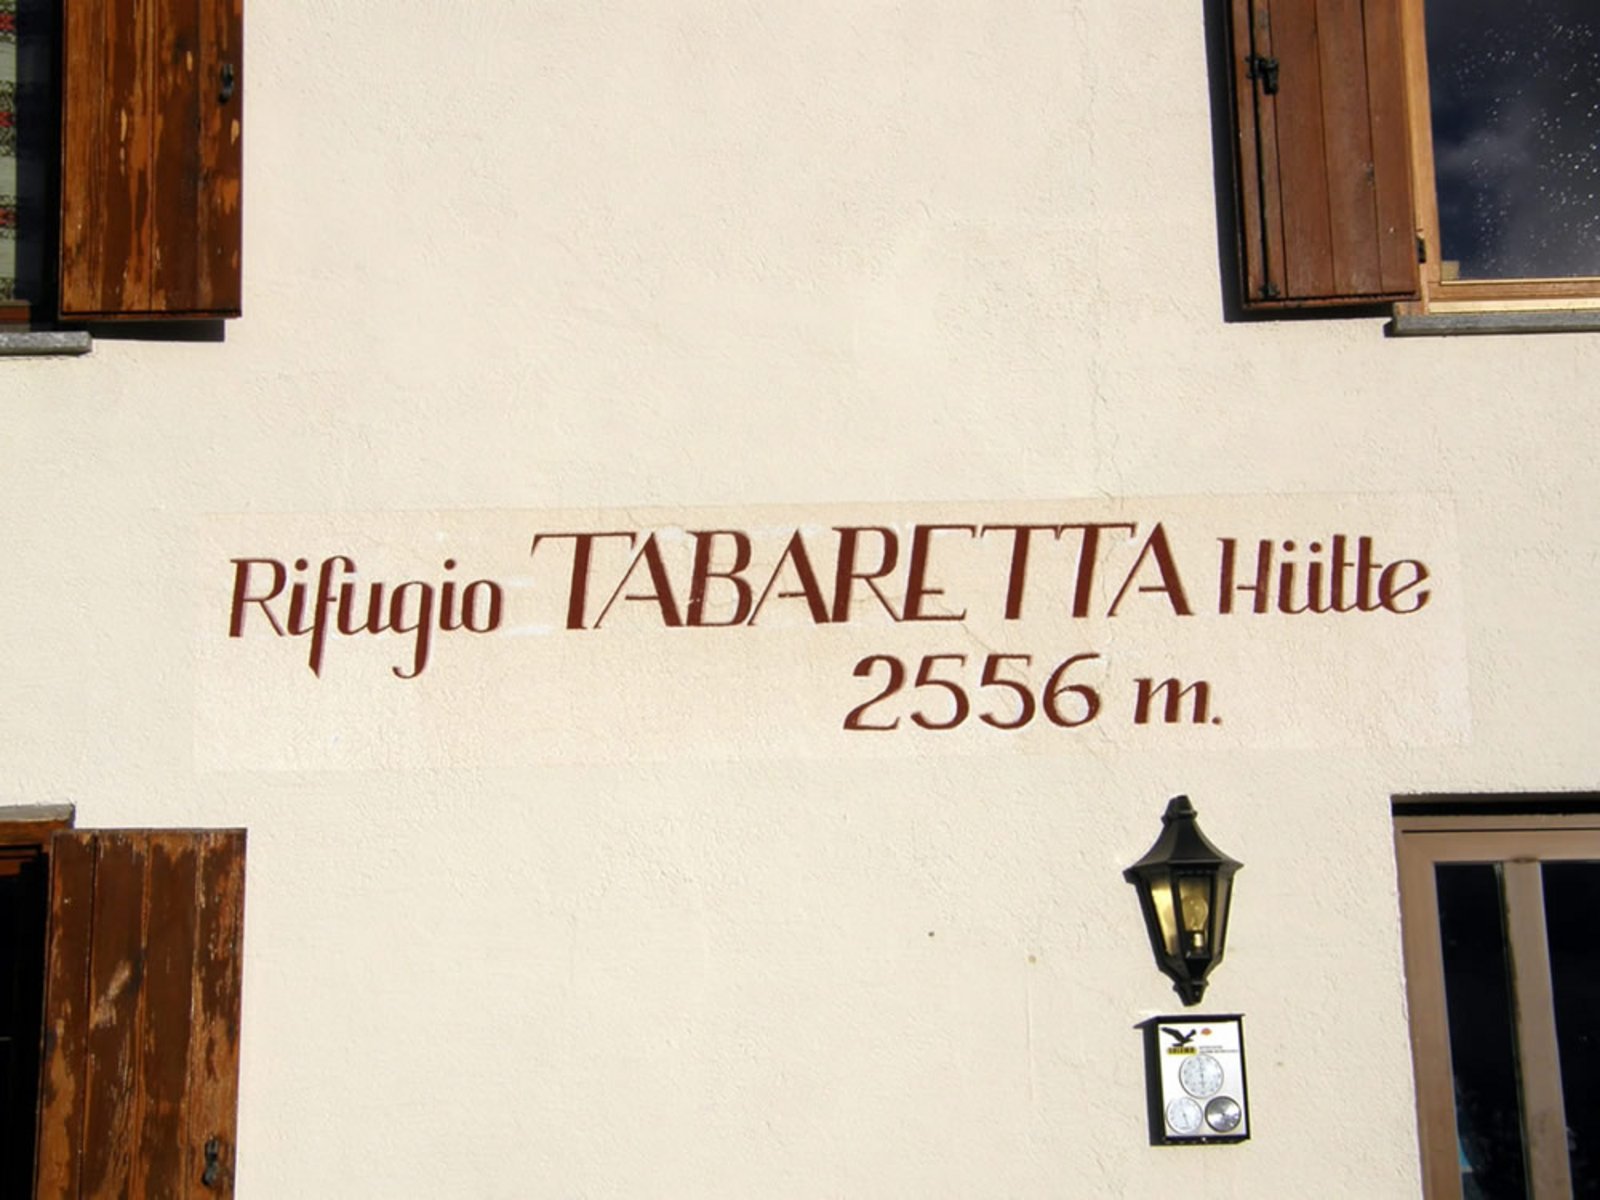 Rifugio TABARETTA Hütte
2556 m.